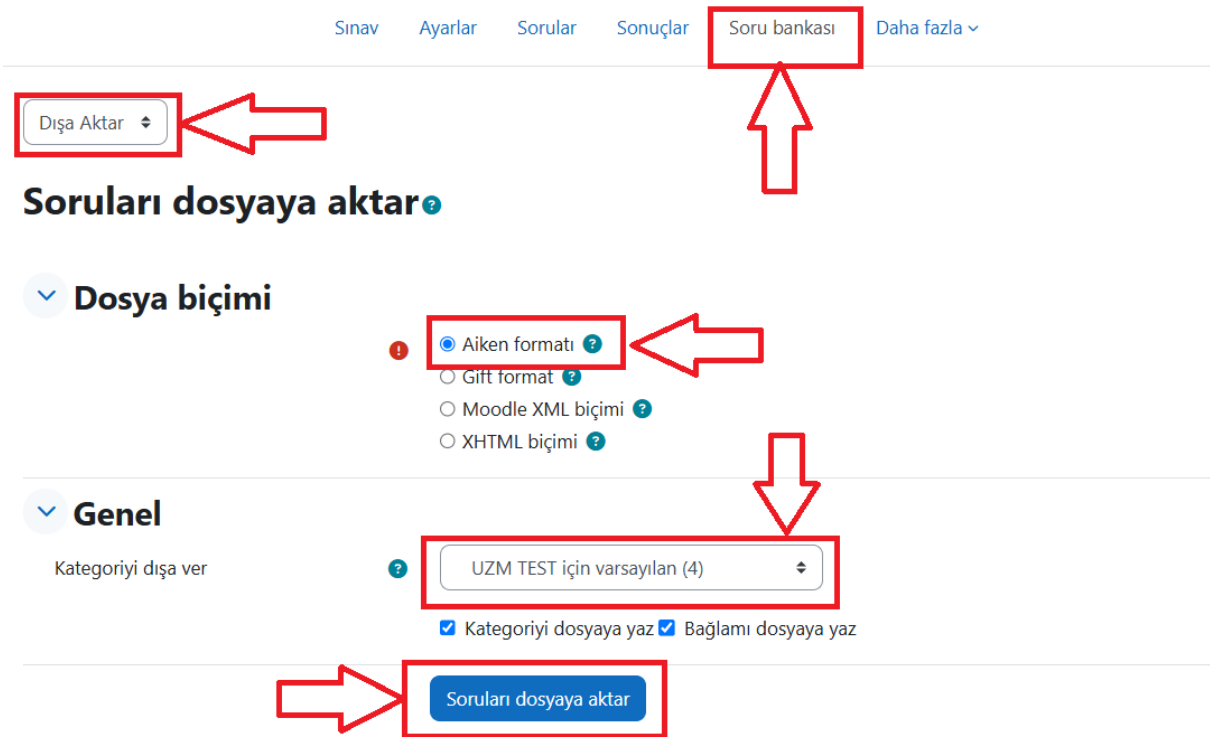 Sınav Ayarlar Sorular Sonuçlar Soru bankası Daha fazla
Dışa Aktar
Soruları dosyaya aktar
Dosya biçimi
Aiken formatı
Gift format
Moodle XML biçimi
XHTML biçimi
Genel
Kategoriyi dışa ver UZM TEST için varsayılan (4)
Kategoriyi dosyaya yaz Bağlamı dosyaya yaz
Soruları dosyaya aktar